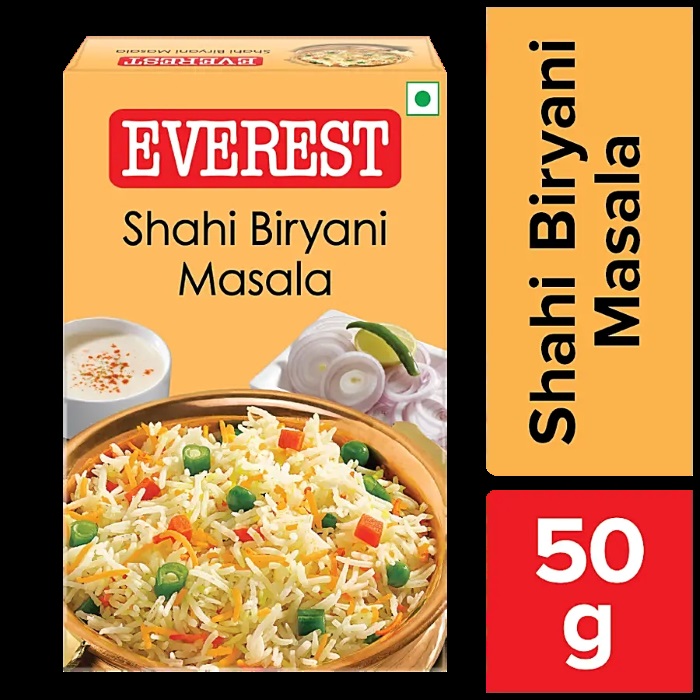 Shahi Biryani Masala
EVEREST
EVEREST
Shahi Biryani
Masala
Shahi Biryani
Masala
50
g